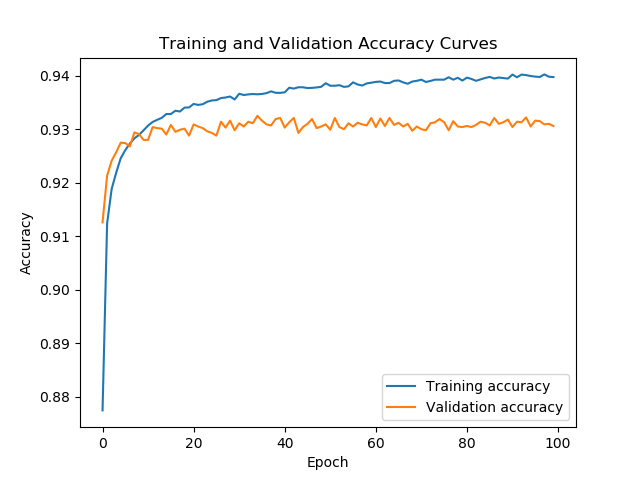 Training and Validation Accuracy Curves
0.94
0.93
0.92
0.91
0.90
0.89
0.88
Accuracy
Training accuracy
Validation accuracy
0 20 40 60 80 100
Epoch